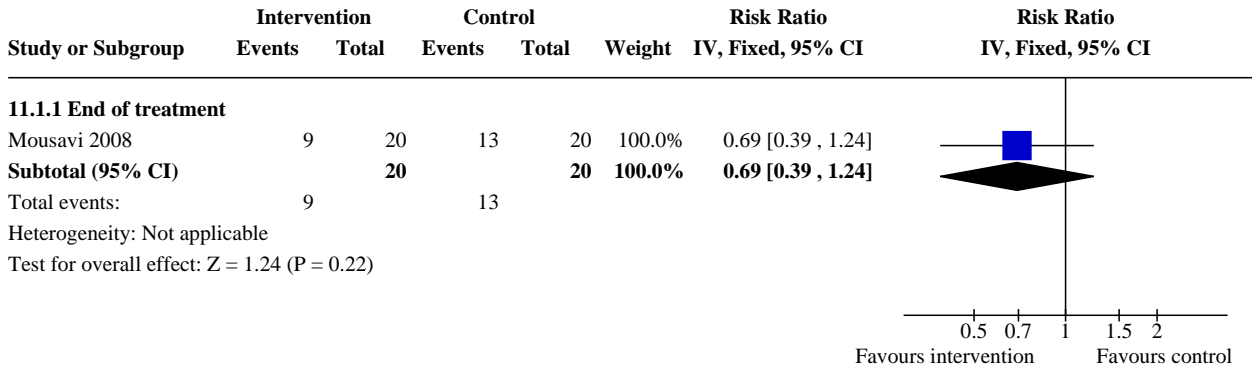 Intervention Control Risk Ratio Risk Ratio
Study or Subgroup Events Total Events Total Weight IV, Fixed, 95% CI IV, Fixed, 95% CI
11.1.1 End of treatment
Mousavi 2008 9 20 13 20 100.0% 0.69 [0.39 , 1.24]
Subtotal (95% CI) 20 20 100.0% 0.69 [0.39 , 1.24]
Total events: 9 13
Heterogeneity: Not applicable
Test for overall effect: Z = 1.24 (P = 0.22)
0.5 0.7 1 1.5 2
Favours intervention Favours control